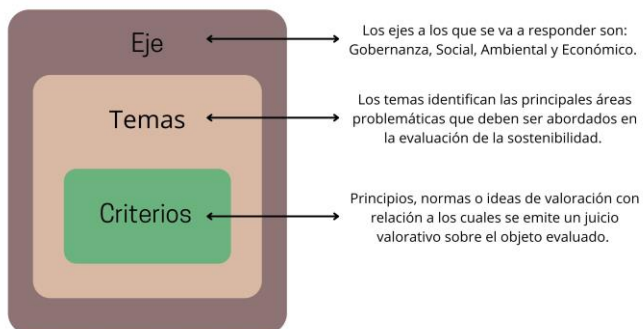 Eje
Los ejes a los que se va a responder son:
Gobernanza, Social, Ambiental y Económico.
Temas
Los temas identifican las principales áreas
problemáticas que deben ser abordados en
la evaluación de la sostenibilidad.
Criterios
Principios, normas o ideas de valoración con
relación a los cuales se emite un juicio
valorativo sobre el objeto evaluado.